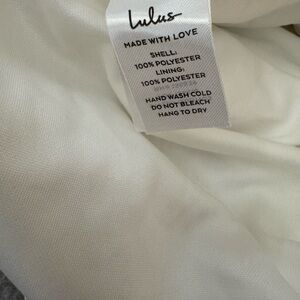 Lulus
MADE WITH LOVE
SHELL:
100% POLYESTER
LINING:
100% POLYESTER
HAND WASH COLD
DO NOT BLEACH
HANG TO DRY